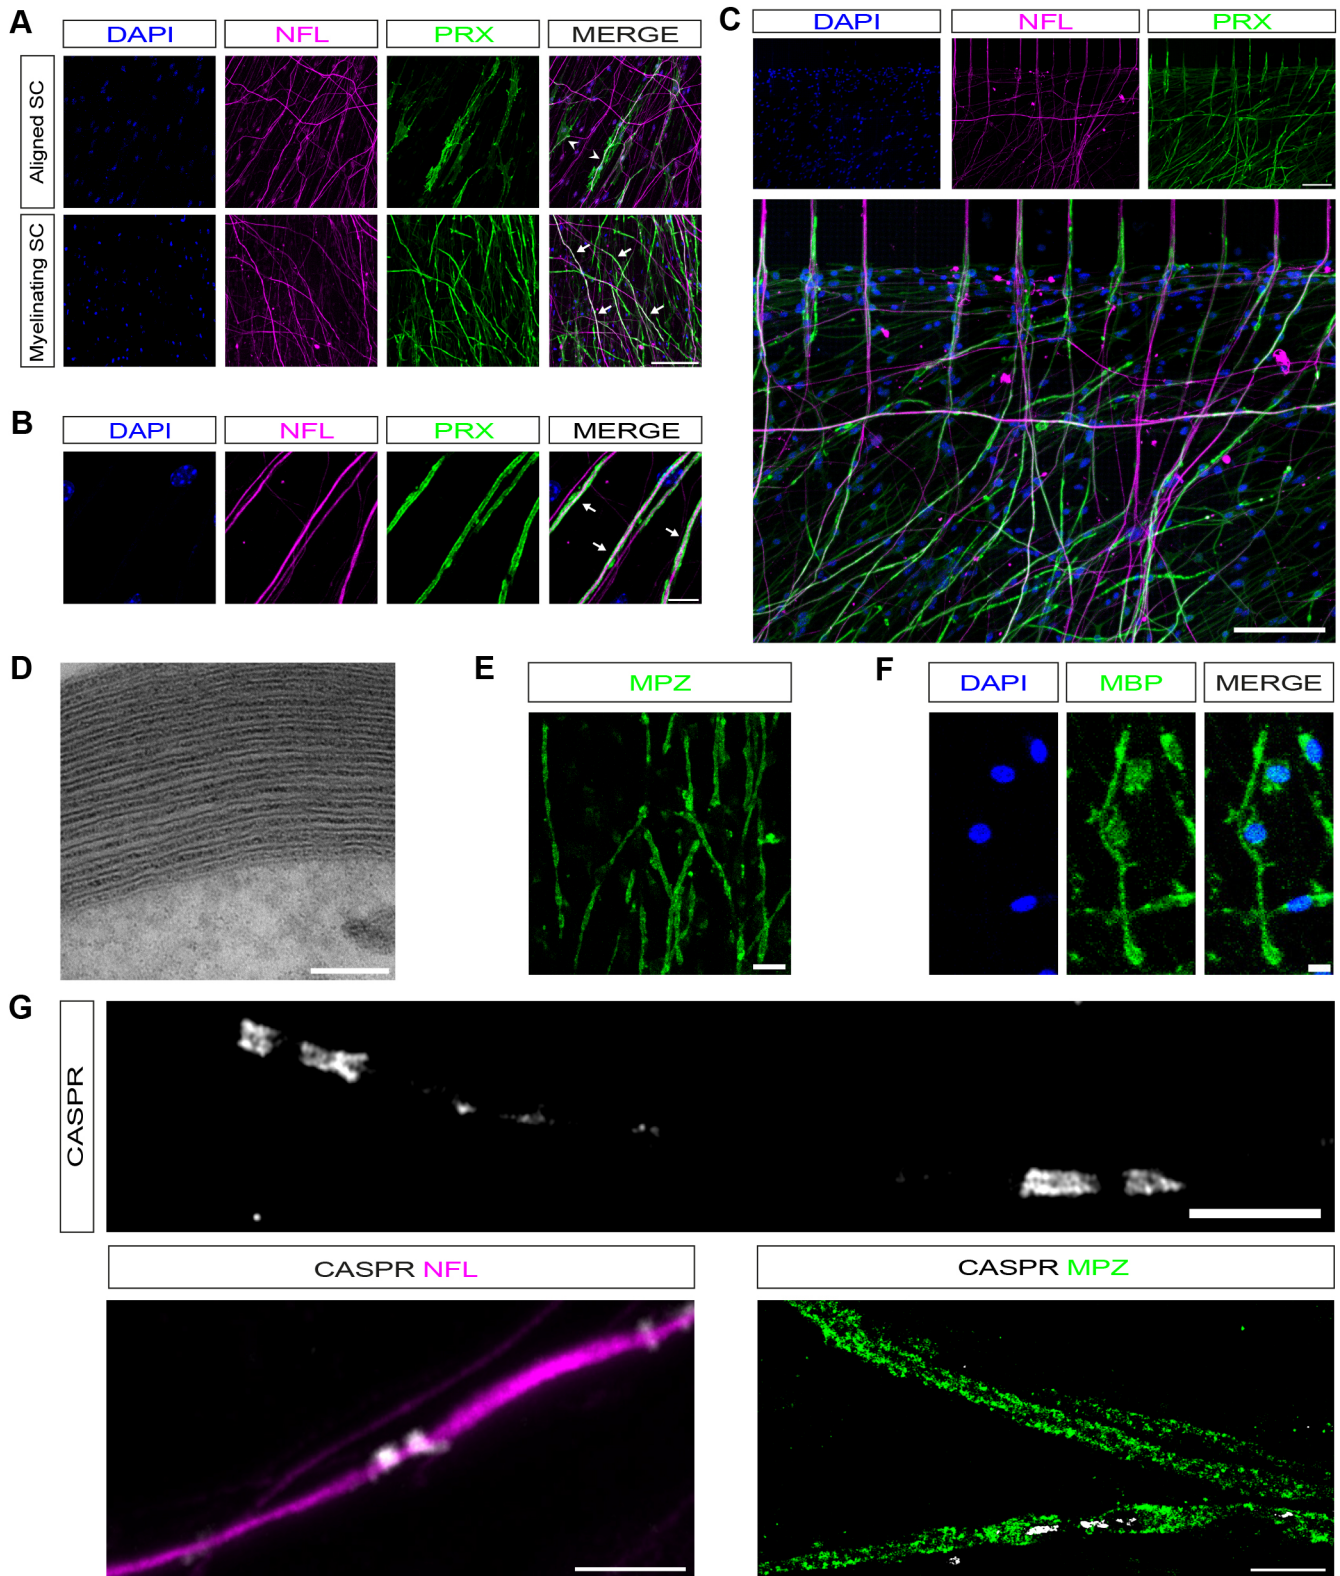 A
DAPI
NFL
PRX
MERGE
Aligned SC
Myelinating SC
B
DAPI
NFL
PRX
MERGE
C
DAPI
NFL
PRX
D
E
MPZ
F
DAPI
MBP
MERGE
G
CASPR
CASPR NFL
CASPR MPZ